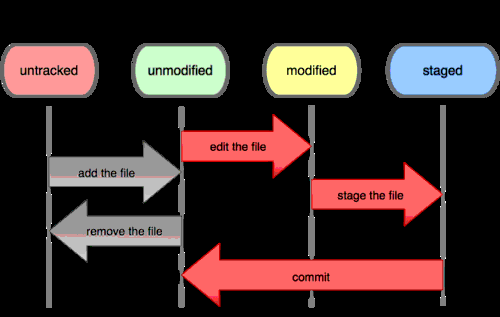 untracked
unmodified
modified
staged
edit the file
add the file
stage the file
remove the file
commit